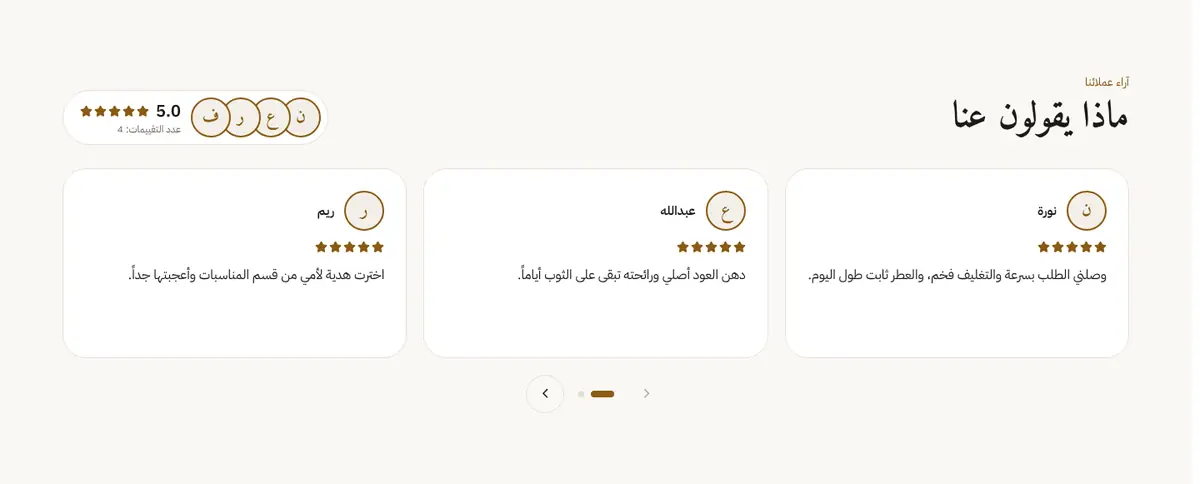 آراء عملائنا
ماذا يقولون عنا
ن ع ر ف
5.0
عدد التقييمات: 4
ن
نورة
وصلني الطلب بسرعة والتغليف فخم، والعطر ثابت طول اليوم.
ع
عبدالله
دهن العود أصلي ورائحته تبقى على الثوب أياماً.
ر
ريم
اخترت هدية لأمي من قسم المناسبات وأعجبتها جداً.